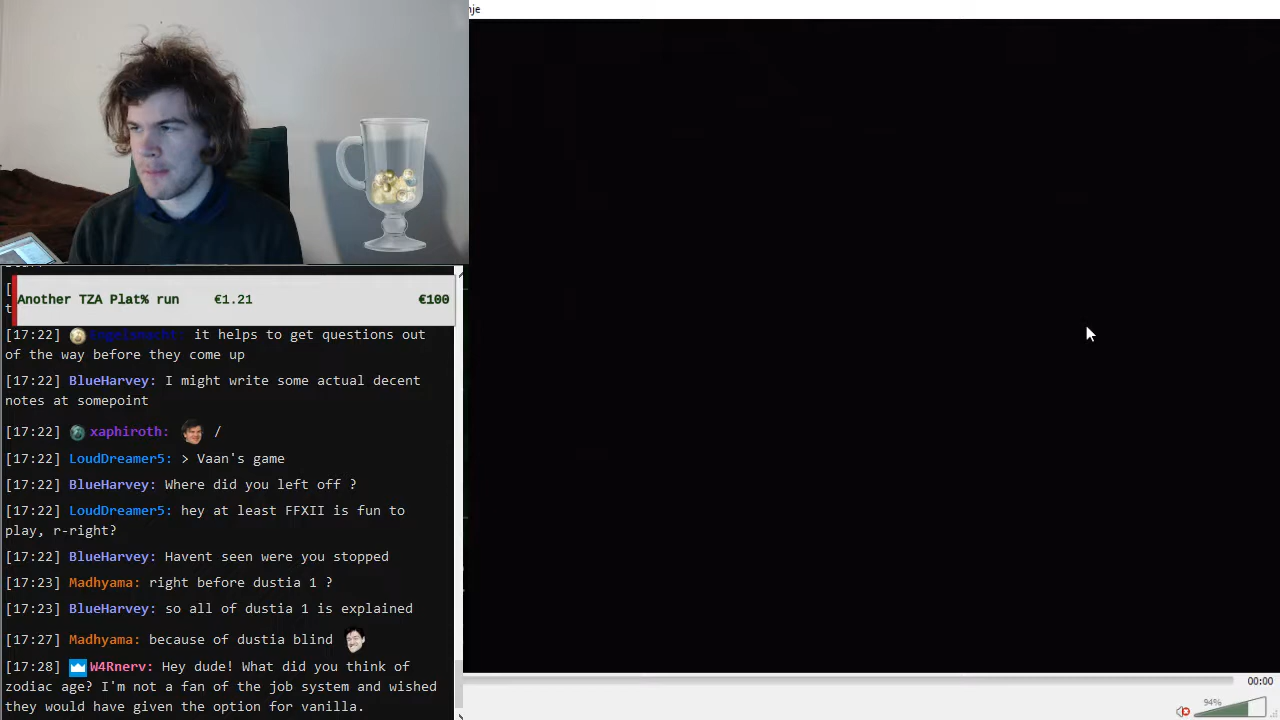 nje
Another TZA Plat% run €1.21 €100
[17:22] it helps to get questions out
of the way before they come up
[17:22] BlueHarvey: I might write some actual decent
notes at somepoint
[17:22] xaphiroth: /
[17:22] LoudDreamer5: > Vaan's game
[17:22] BlueHarvey: Where did you left off ?
[17:22] LoudDreamer5: hey at least FFXII is fun to
play, r-right?
[17:22] BlueHarvey: Havent seen were you stopped
[17:23] Madhyama: right before dustia 1 ?
[17:23] BlueHarvey: so all of dustia 1 is explained
[17:27] Madhyama: because of dustia blind
[17:28] W4Rnerv: Hey dude! What did you think of
zodiac age? I'm not a fan of the job system and wished
they would have given the option for vanilla.
00:00
94%